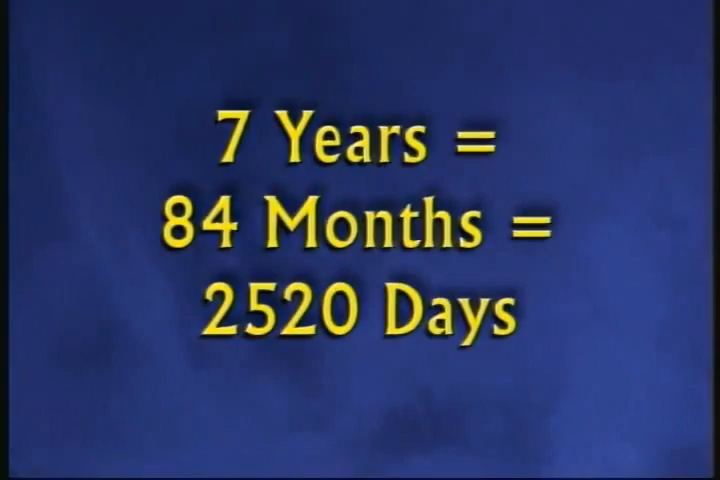 7 Years =
84 Months =
2520 Days